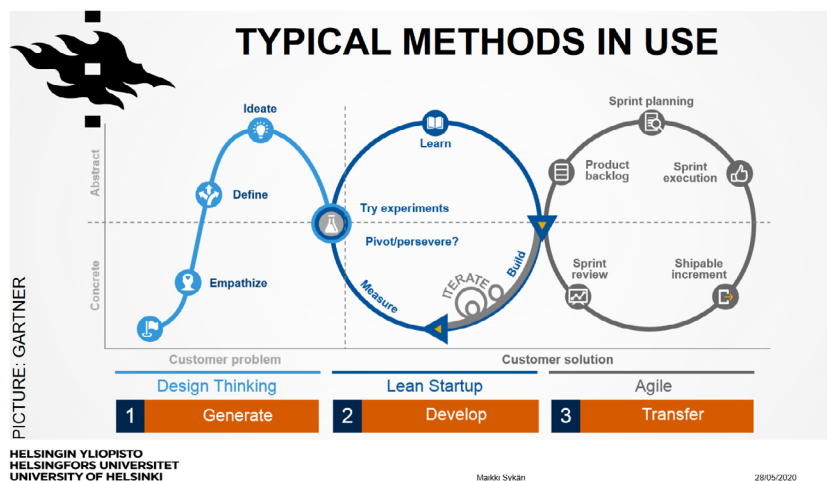 TYPICAL METHODS IN USE
Ideate
Define
Empathize
Abstract
Concrete
Learn
Try experiments
Pivot/persevere?
Measure
ITERATE
Build
Sprint planning
Product
backlog
Sprint
execution
Sprint
review
Shipable
increment
Customer problem
Customer solution
Design Thinking
Lean Startup
Agile
1 Generate
2 Develop
3 Transfer
PICTURE: GARTNER
HELSINGIN YLIOPISTO
HELSINGFORS UNIVERSITET
UNIVERSITY OF HELSINKI
Maikki Sykäri
28/05/2020